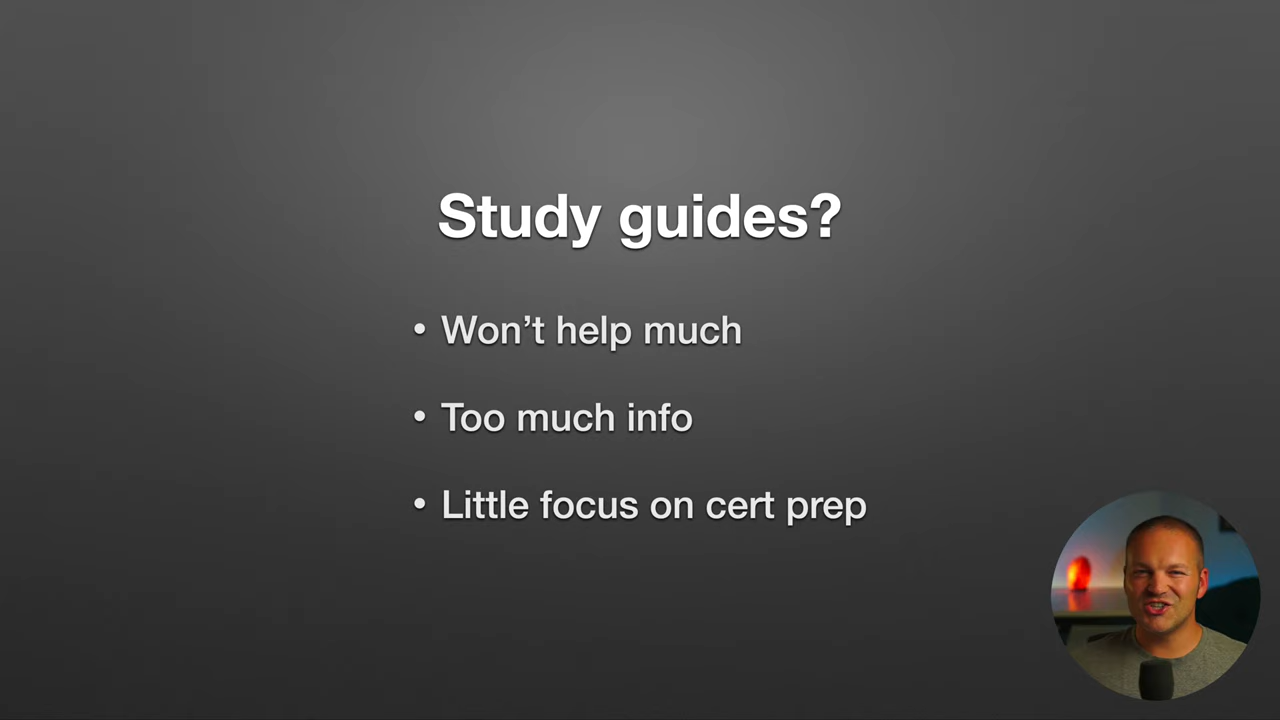 Study guides?
• Won’t help much
• Too much info
• Little focus on cert prep